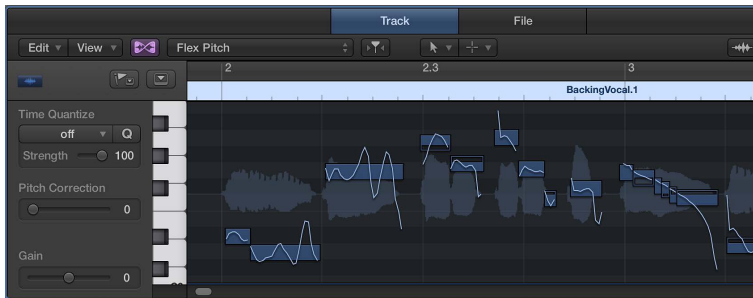 Track File
Edit View Flex Pitch
2 2.3 3
BackingVocal.1
Time Quantize
off Q
Strength 100
Pitch Correction
0
Gain
0